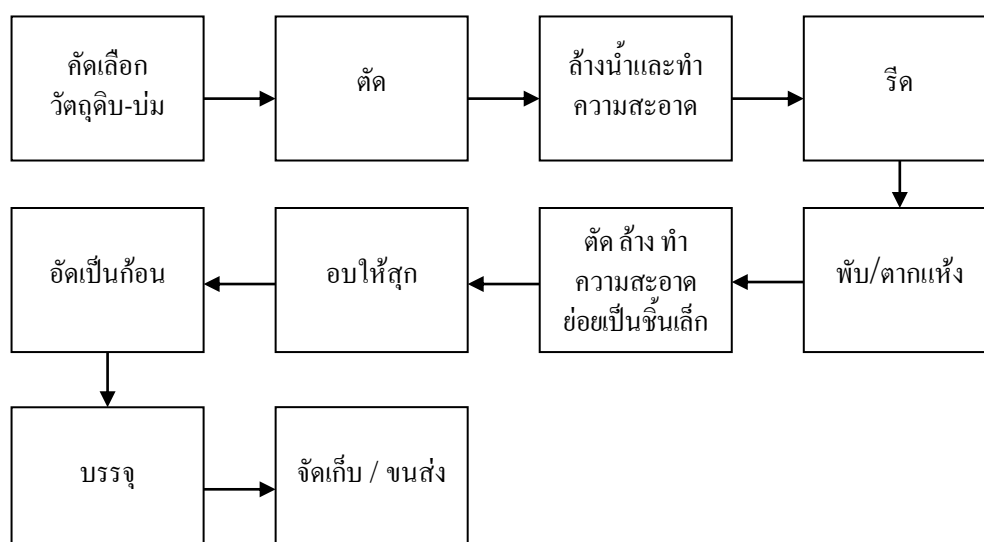 คัดเลือก
วัตถุดิบ-บ่ม
ตัด
ล้างน้ำและทำ
ความสะอาด
รีด
พับ/ตากแห้ง
ตัด ล้าง ทำ
ความสะอาด
ย่อยเป็นชิ้นเล็ก
อบให้สุก
อัดเป็นก้อน
บรรจุ
จัดเก็บ / ขนส่ง